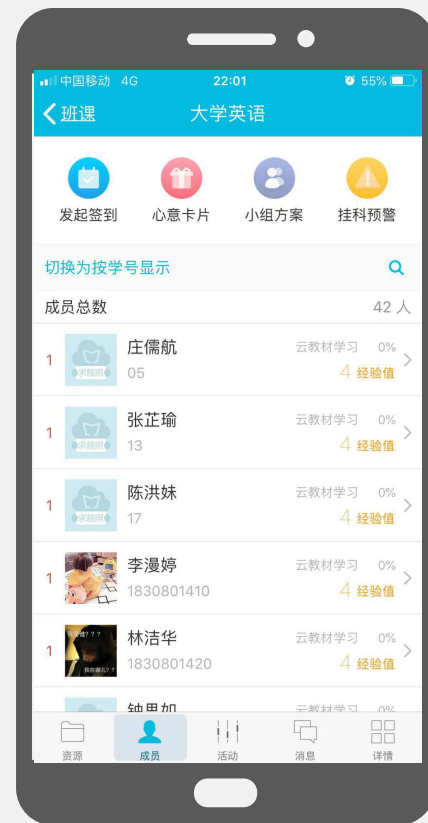 中国移动 4G 22:01 55%
班课 大学英语
发起签到 心意卡片 小组方案 挂科预警
切换为按学号显示
成员总数 42 人
1 庄儒航 云教材学习 0%
05 4 经验值
1 张芷瑜 云教材学习 0%
13 4 经验值
1 陈洪妹 云教材学习 0%
17 4 经验值
1 李漫婷 云教材学习 0%
1830801410 4 经验值
1 林洁华 云教材学习 0%
1830801420 4 经验值
云教材学习 0%
资源 成员 活动 消息 详情